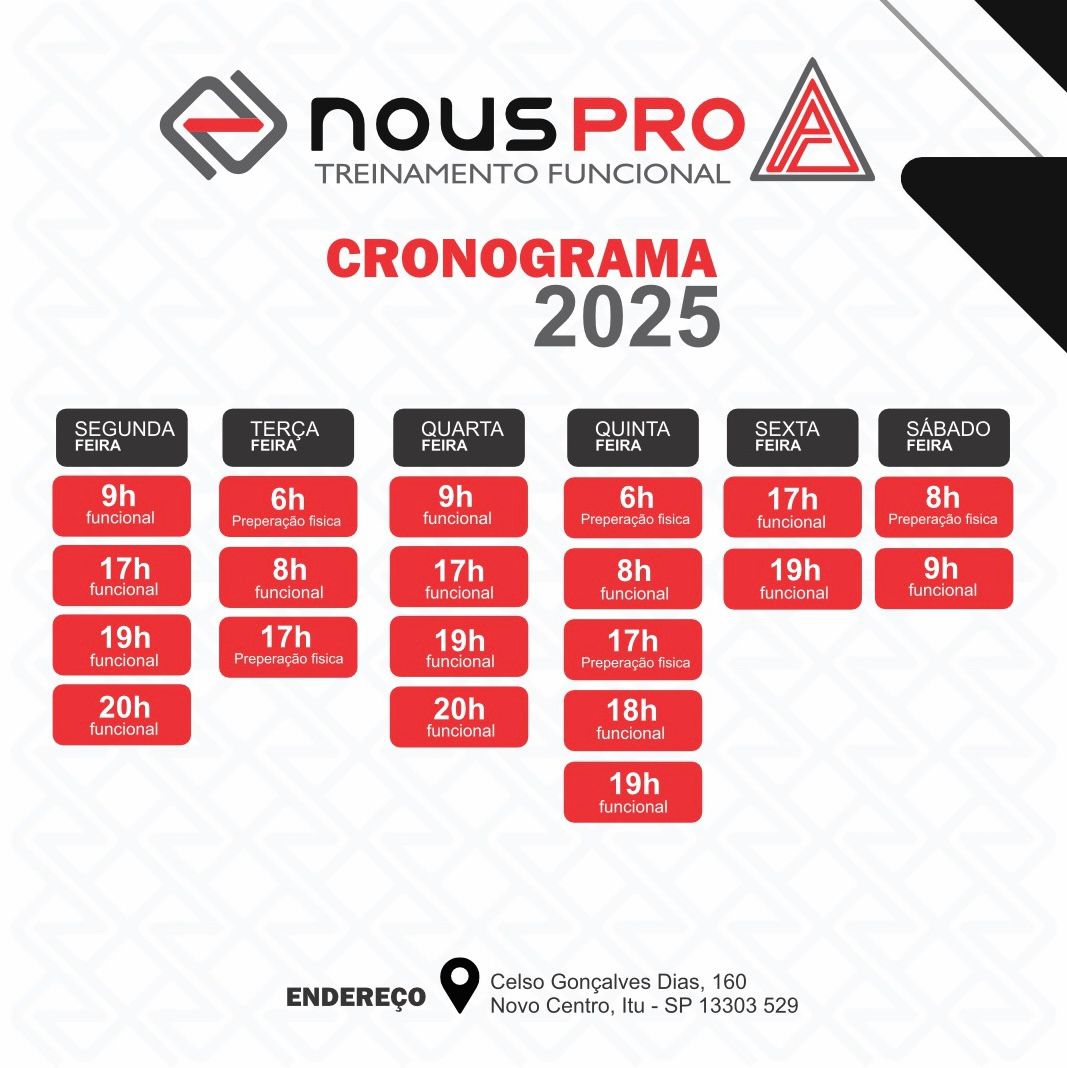 nous PRO
TREINAMENTO FUNCIONAL
CRONOGRAMA
2025
SEGUNDA
FEIRA
9h
funcional
17h
funcional
19h
funcional
20h
funcional
TERÇA
FEIRA
6h
Preperação fisica
8h
funcional
17h
Preperação fisica
QUARTA
FEIRA
9h
funcional
17h
funcional
19h
funcional
20h
funcional
QUINTA
FEIRA
6h
Preperação fisica
8h
funcional
17h
Preperação fisica
18h
funcional
19h
funcional
SEXTA
FEIRA
17h
funcional
19h
funcional
SÁBADO
FEIRA
8h
Preperação fisica
9h
funcional
ENDEREÇO
Celso Gonçalves Dias, 160
Novo Centro, Itu - SP 13303 529